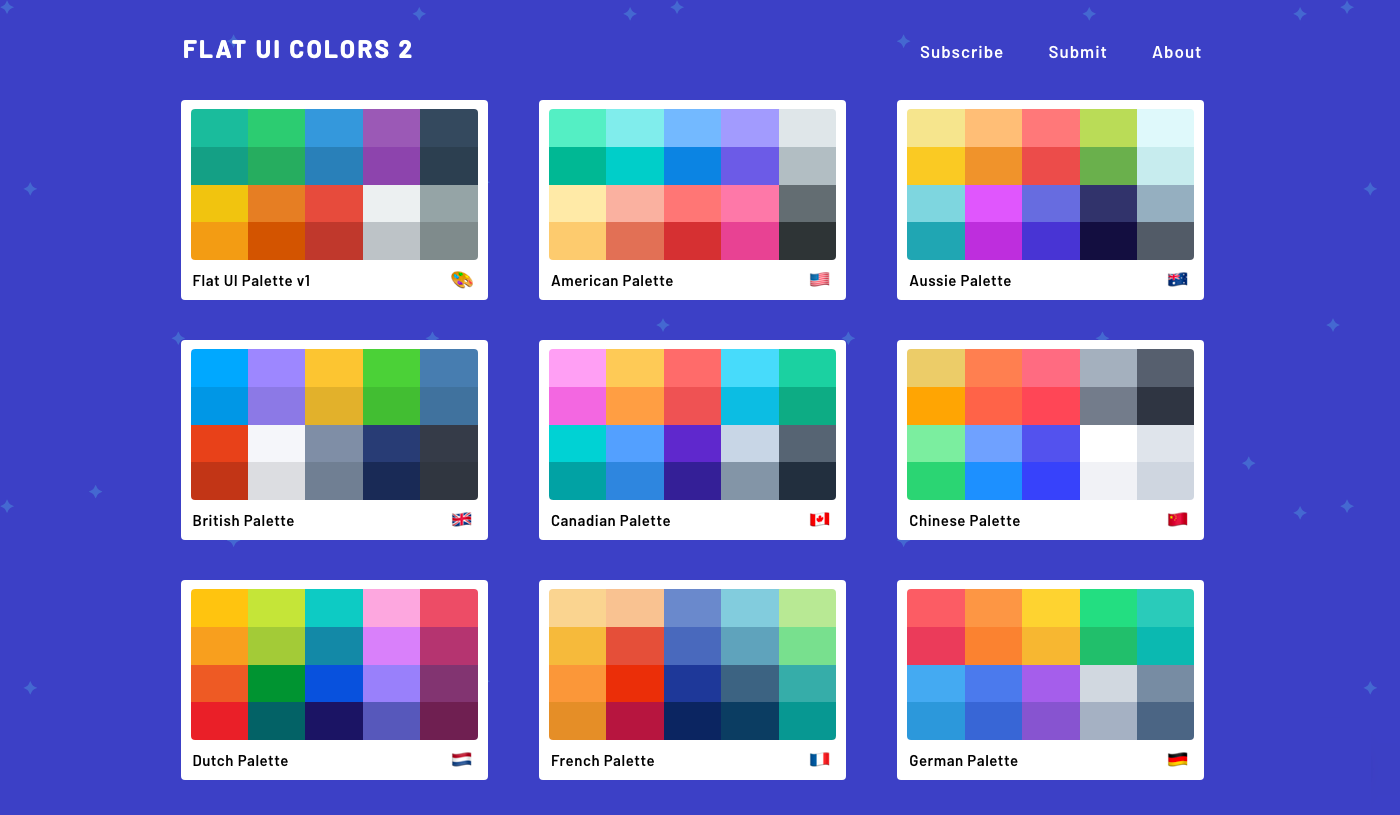 FLAT UI COLORS 2
Subscribe Submit About
Flat UI Palette v1
American Palette
Aussie Palette
British Palette
Canadian Palette
Chinese Palette
Dutch Palette
French Palette
German Palette